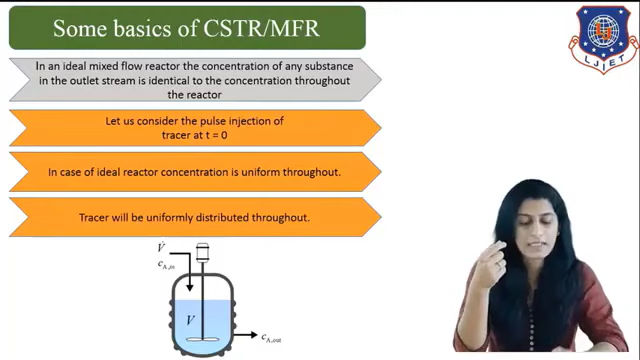 Some basics of CSTR/MFR
In an ideal mixed flow reactor the concentration of any substance
in the outlet stream is identical to the concentration throughout
the reactor
Let us consider the pulse injection of
tracer at t = 0
In case of ideal reactor concentration is uniform throughout.
Tracer will be uniformly distributed throughout.
V̇
c_A,in
V
c_A,out
LJIET